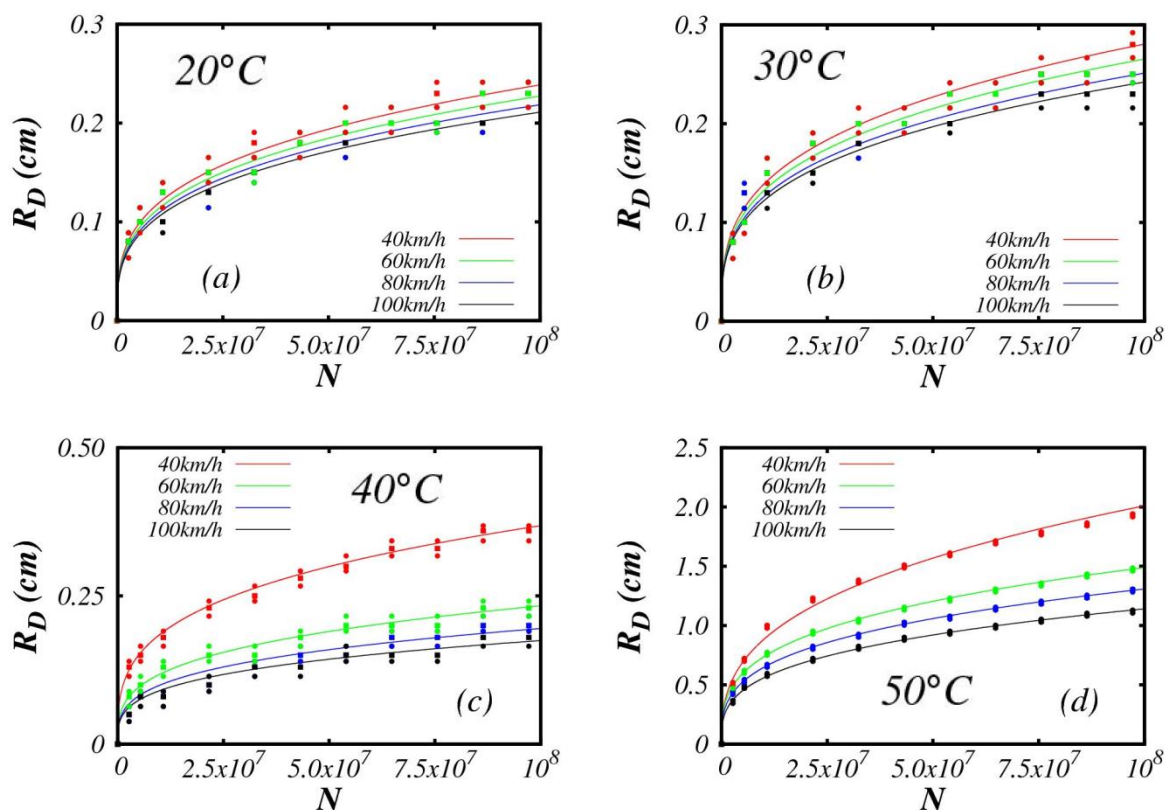 0.3
0.2
0.1
0
R_D (cm)
20°C
40km/h
60km/h
80km/h
100km/h
(a)
0 2.5x10^7 5.0x10^7 7.5x10^7 10^8
N
0.3
0.2
0.1
0
R_D (cm)
30°C
40km/h
60km/h
80km/h
100km/h
(b)
0 2.5x10^7 5.0x10^7 7.5x10^7 10^8
N
0.50
0.25
0
R_D (cm)
40km/h
60km/h
80km/h
100km/h
40°C
(c)
0 2.5x10^7 5.0x10^7 7.5x10^7 10^8
N
2.5
2.0
1.5
1.0
0.5
0
R_D (cm)
40km/h
60km/h
80km/h
100km/h
50°C
(d)
0 2.5x10^7 5.0x10^7 7.5x10^7 10^8
N